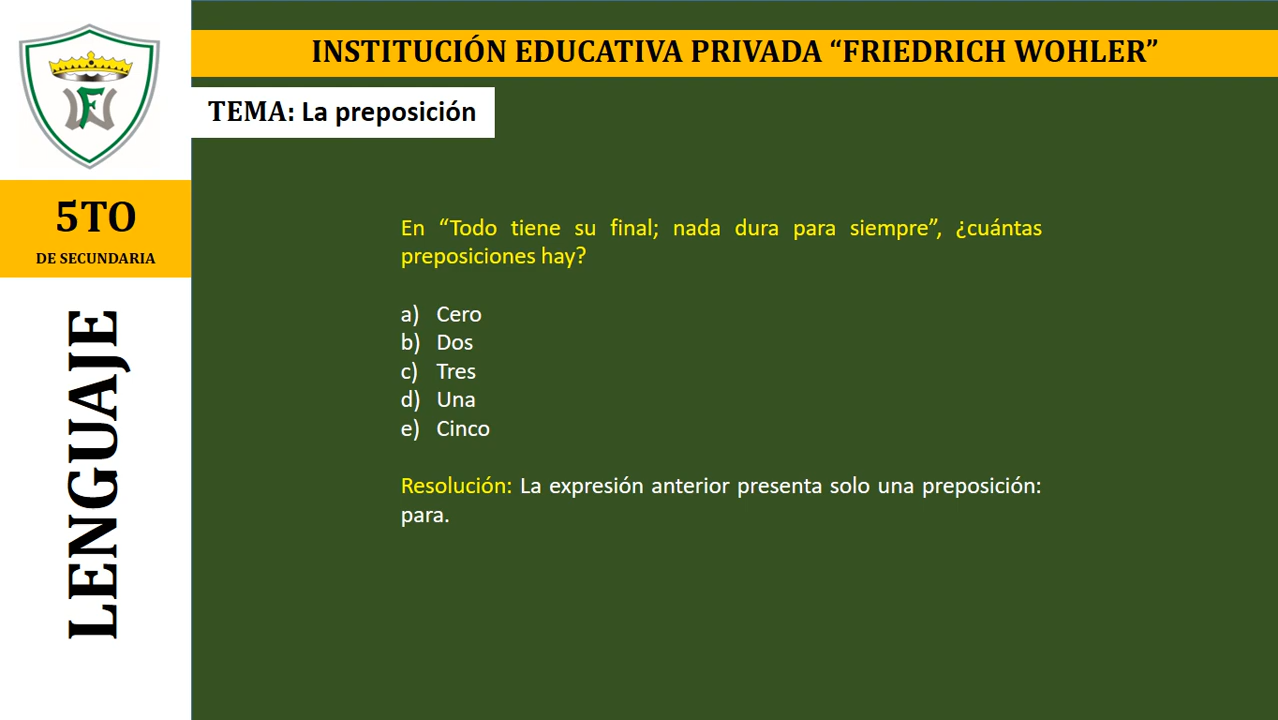 INSTITUCIÓN EDUCATIVA PRIVADA “FRIEDRICH WOHLER”
TEMA: La preposición
5TO
DE SECUNDARIA
LENGUAJE
En “Todo tiene su final; nada dura para siempre”, ¿cuántas
preposiciones hay?
a) Cero
b) Dos
c) Tres
d) Una
e) Cinco
Resolución: La expresión anterior presenta solo una preposición:
para.